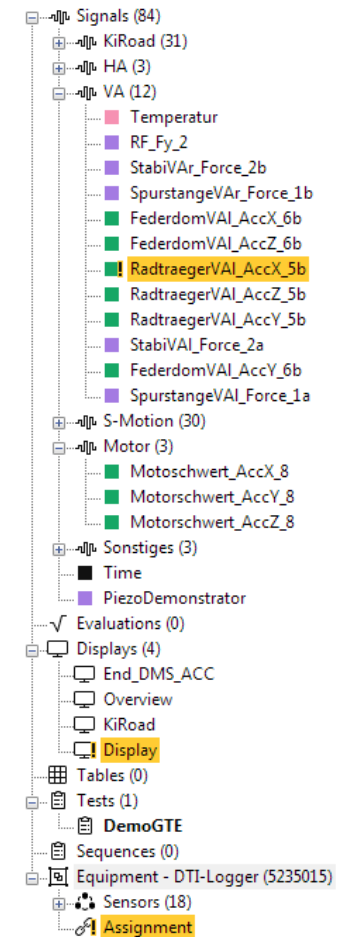 Signals (84)
KiRoad (31)
HA (3)
VA (12)
Temperatur
RF_Fy_2
StabiVAr_Force_2b
SpurstangeVAr_Force_1b
FederdomVAl_AccX_6b
FederdomVAl_AccZ_6b
RadtraegerVAl_AccX_5b
RadtraegerVAl_AccZ_5b
RadtraegerVAl_AccY_5b
StabiVAl_Force_2a
FederdomVAl_AccY_6b
SpurstangeVAl_Force_1a
S-Motion (30)
Motor (3)
Motoschwert_AccX_8
Motorschwert_AccY_8
Motorschwert_AccZ_8
Sonstiges (3)
Time
PiezoDemonstrator
Evaluations (0)
Displays (4)
End_DMS_ACC
Overview
KiRoad
Display
Tables (0)
Tests (1)
DemoGTE
Sequences (0)
Equipment - DTI-Logger (5235015)
Sensors (18)
Assignment